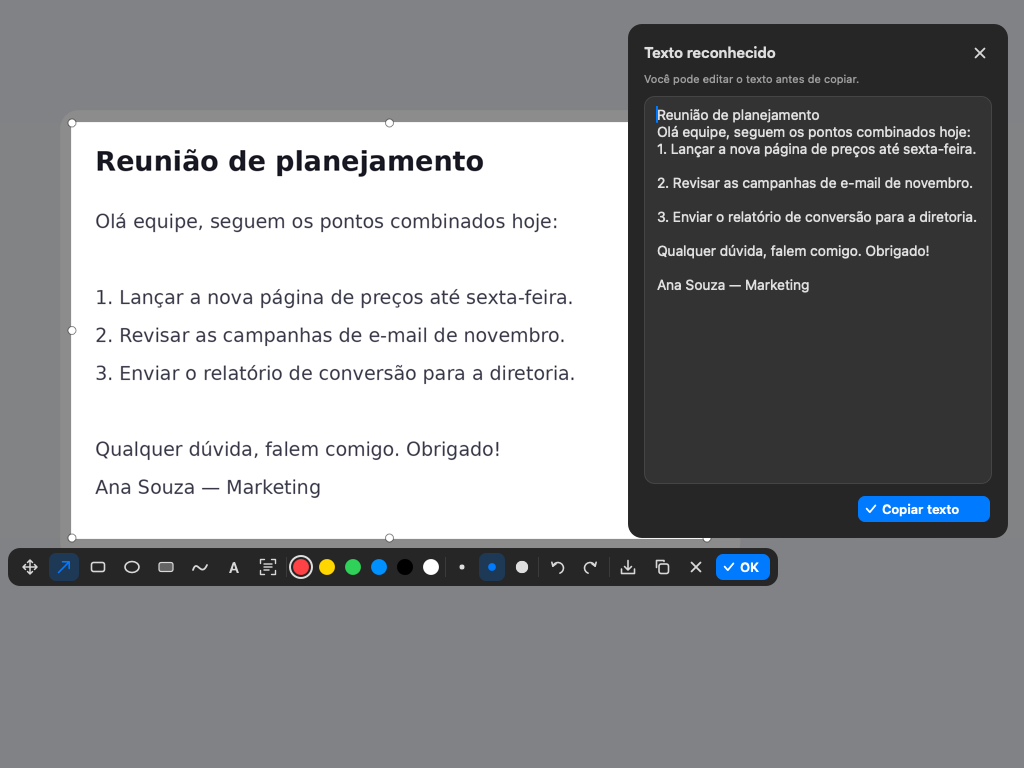 Reunião de planejamento
Olá equipe, seguem os pontos combinados hoje:
1. Lançar a nova página de preços até sexta-feira.
2. Revisar as campanhas de e-mail de novembro.
3. Enviar o relatório de conversão para a diretoria.
Qualquer dúvida, falem comigo. Obrigado!
Ana Souza — Marketing
Texto reconhecido
Você pode editar o texto antes de copiar.
Reunião de planejamento
Olá equipe, seguem os pontos combinados hoje:
1. Lançar a nova página de preços até sexta-feira.
2. Revisar as campanhas de e-mail de novembro.
3. Enviar o relatório de conversão para a diretoria.
Qualquer dúvida, falem comigo. Obrigado!
Ana Souza — Marketing
Copiar texto
A
OK